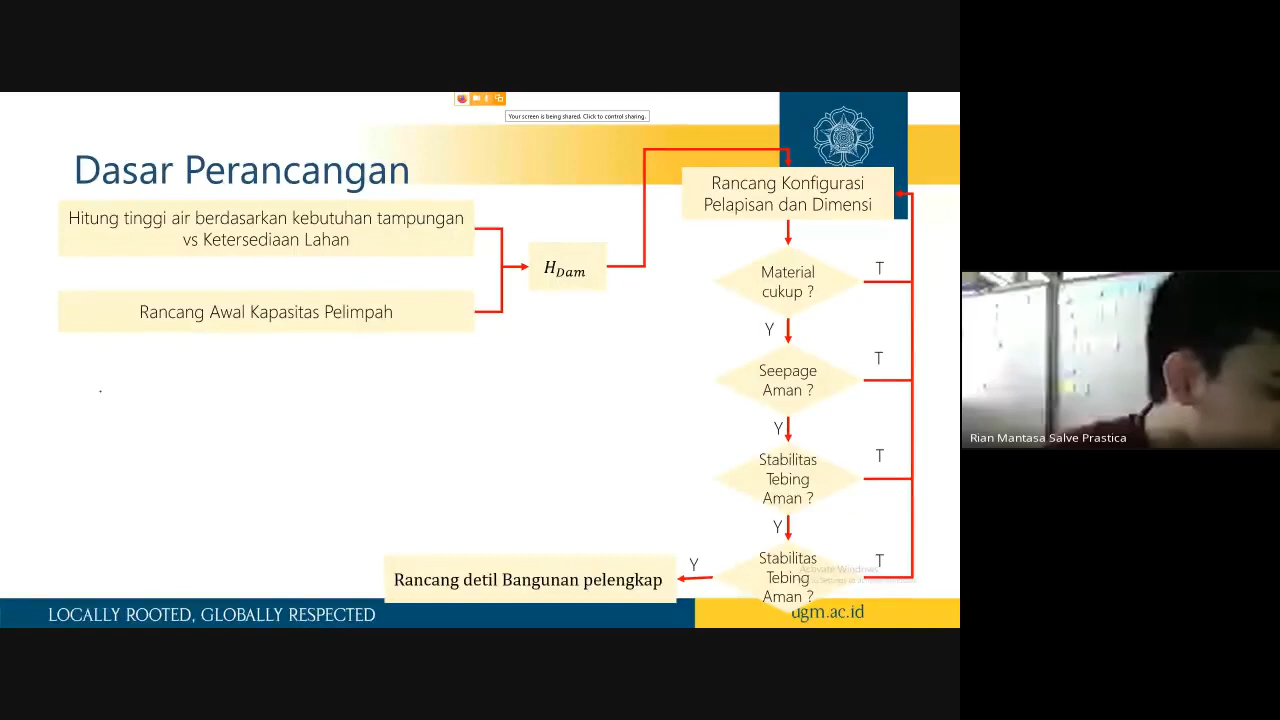 Your screen is being shared. Click to control sharing.
Dasar Perancangan
Hitung tinggi air berdasarkan kebutuhan tampungan
vs Ketersediaan Lahan
Rancang Awal Kapasitas Pelimpah
H_Dam
Rancang Konfigurasi
Pelapisan dan Dimensi
Material
cukup ?
T
Y
Seepage
Aman ?
T
Y
Stabilitas
Tebing
Aman ?
T
Y
Stabilitas
Tebing
Aman ?
T
Y
Rancang detil Bangunan pelengkap
Activate Windows
LOCALLY ROOTED, GLOBALLY RESPECTED
ugm.ac.id
Rian Mantasa Salve Prastica